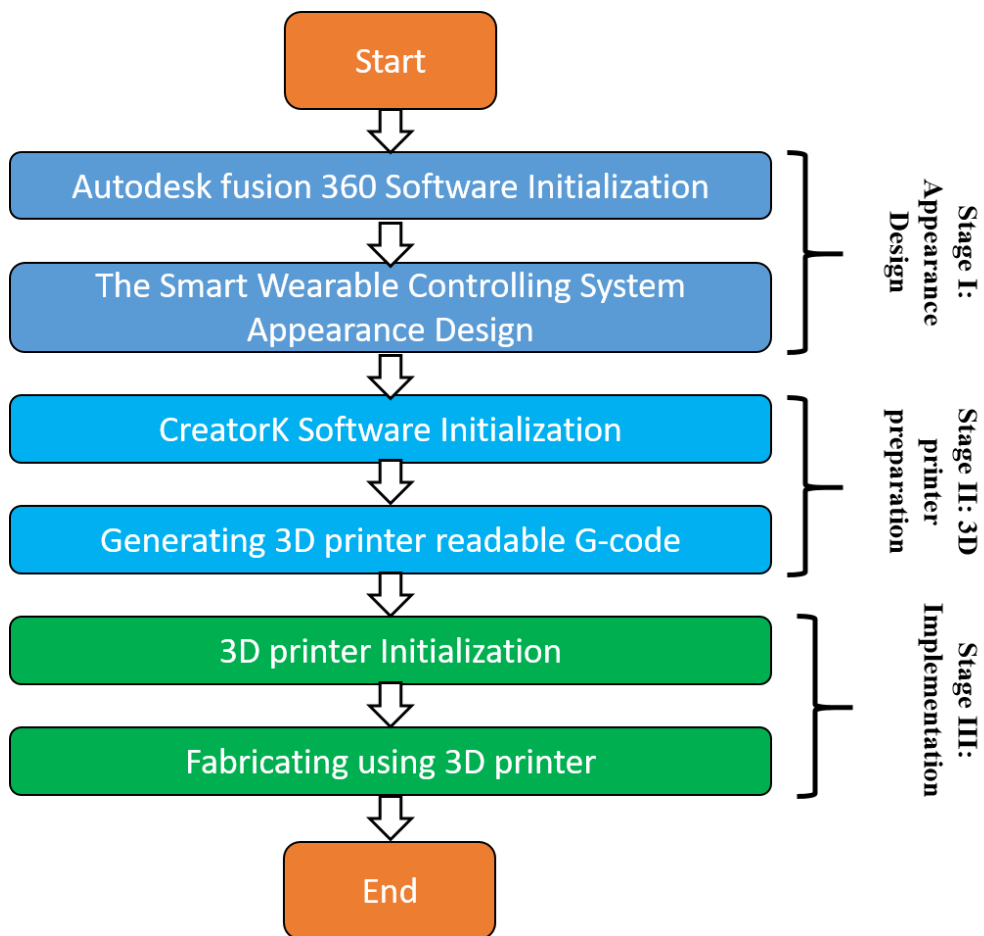 Start
Autodesk fusion 360 Software Initialization
The Smart Wearable Controlling System
Appearance Design
Stage I:
Appearance
Design
CreatorK Software Initialization
Generating 3D printer readable G-code
Stage II: 3D
printer
preparation
3D printer Initialization
Fabricating using 3D printer
Stage III:
Implementation
End